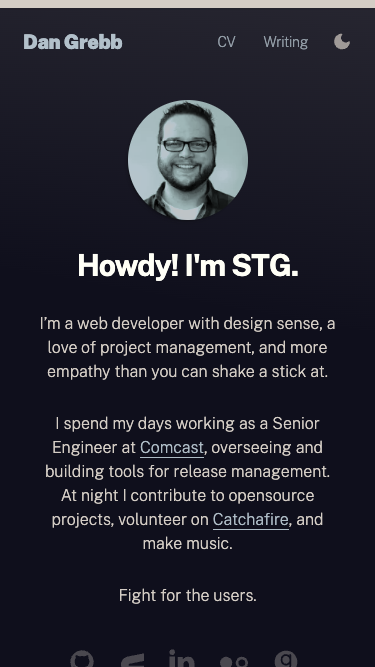 Dan Grebb
CV
Writing
Howdy! I'm STG.
I'm a web developer with design sense, a
love of project management, and more
empathy than you can shake a stick at.
I spend my days working as a Senior
Engineer at Comcast, overseeing and
building tools for release management.
At night I contribute to opensource
projects, volunteer on Catchafire, and
make music.
Fight for the users.